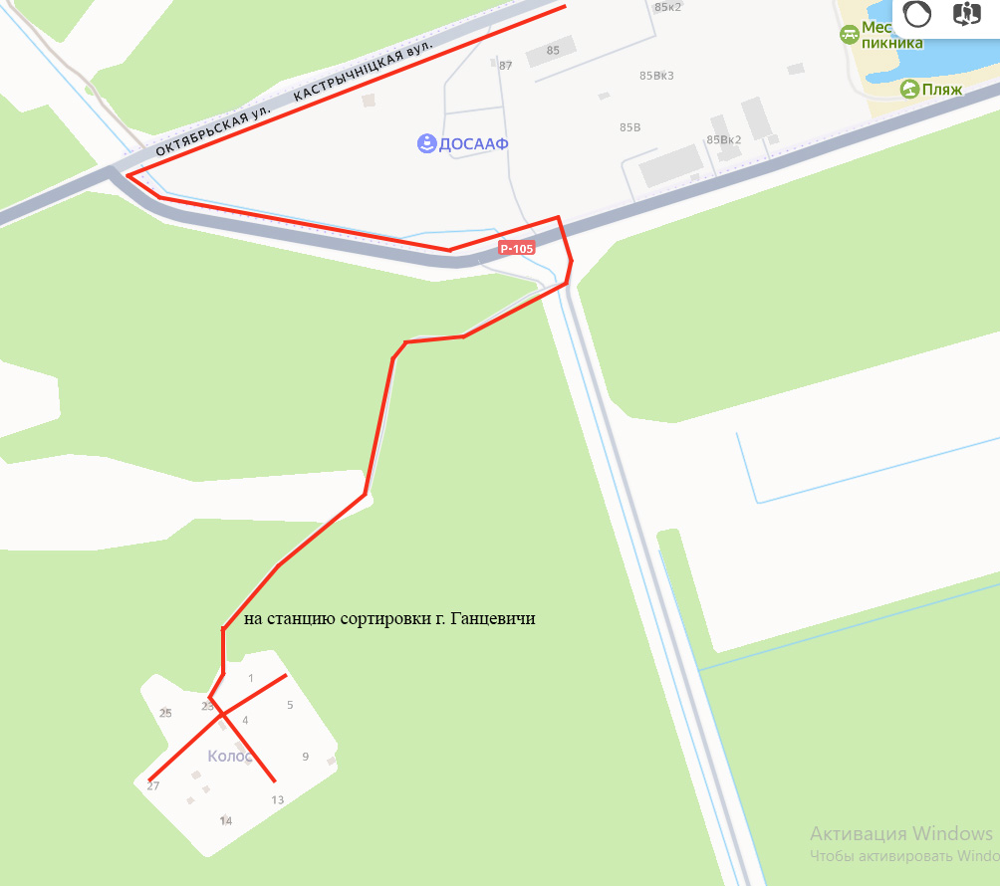 85к2
Мес
пикника
КАСТРЫЧНІЦКАЯ вул.
85
87
85Вк3
Пляж
ОКТЯБРЬСКАЯ ул.
85В
ДОСААФ
85Вк2
Р-105
на станцию сортировки г. Ганцевичи
1
5
23
25
4
Колос
9
27
13
14
Активация Windows
Чтобы активировать Windo